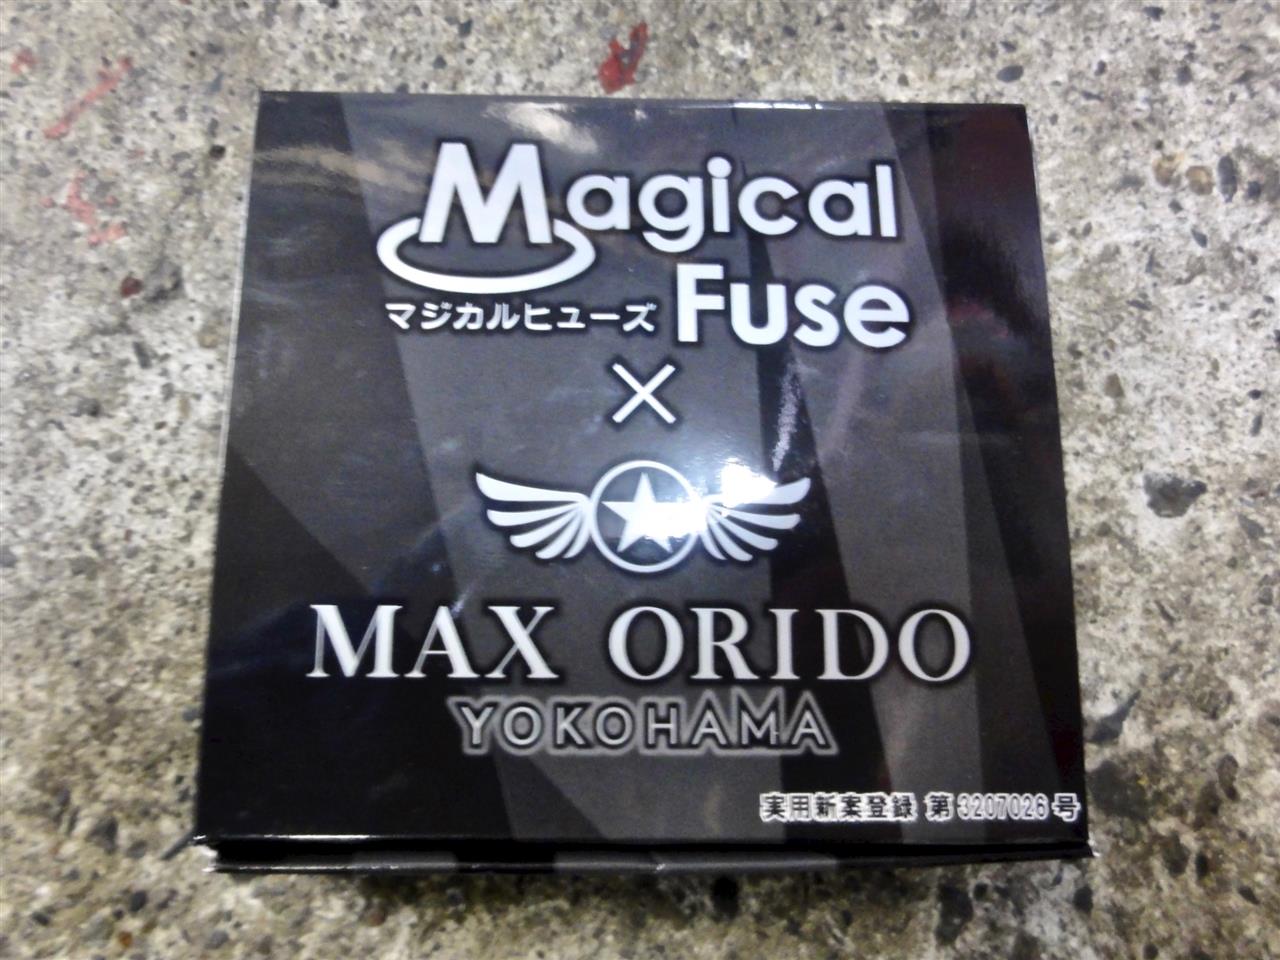 Magical
Fuse
マジカルヒューズ
×
MAX ORIDO
YOKOHAMA
実用新案登録 第3207026号